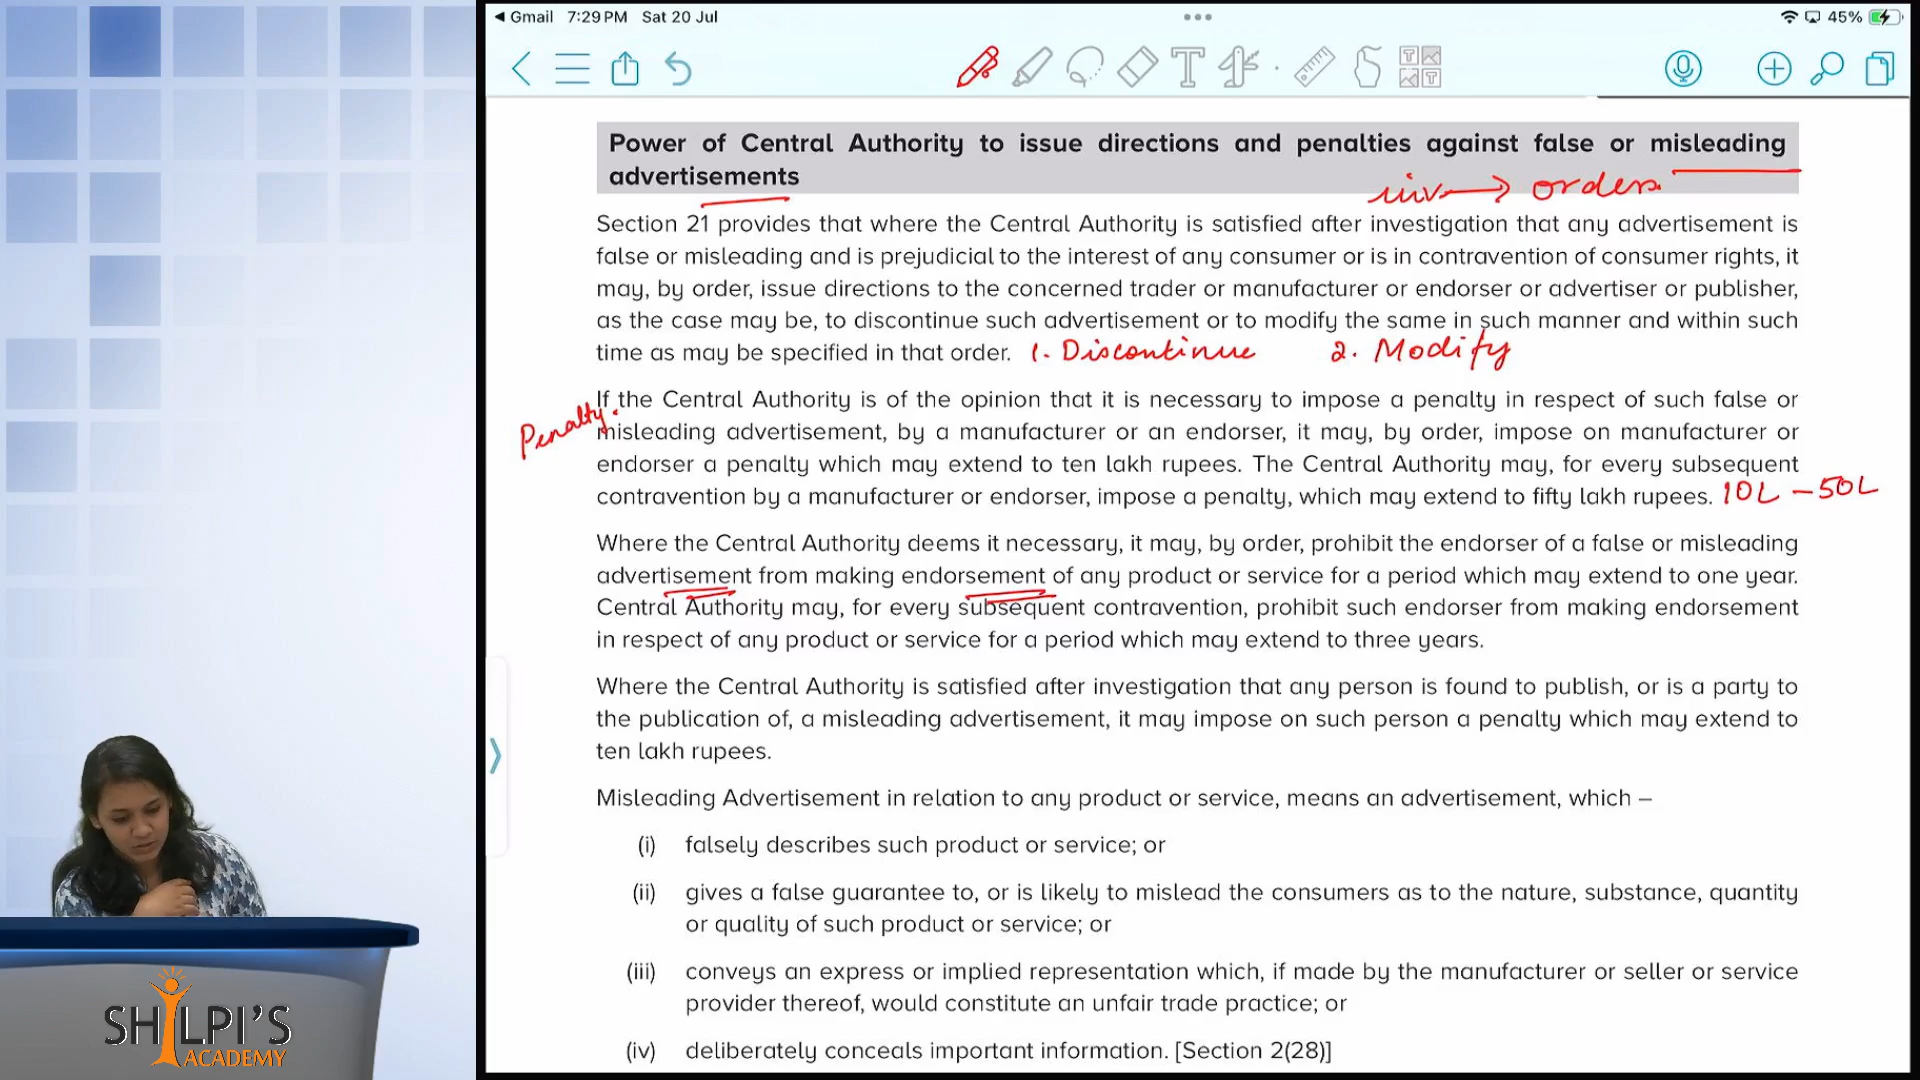 Gmail 7:29 PM Sat 20 Jul
45%
Power of Central Authority to issue directions and penalties against false or misleading
advertisements
inv → orders.
Section 21 provides that where the Central Authority is satisfied after investigation that any advertisement is
false or misleading and is prejudicial to the interest of any consumer or is in contravention of consumer rights, it
may, by order, issue directions to the concerned trader or manufacturer or endorser or advertiser or publisher,
as the case may be, to discontinue such advertisement or to modify the same in such manner and within such
time as may be specified in that order. 1. Discontinue 2. Modify
Penalty.
If the Central Authority is of the opinion that it is necessary to impose a penalty in respect of such false or
misleading advertisement, by a manufacturer or an endorser, it may, by order, impose on manufacturer or
endorser a penalty which may extend to ten lakh rupees. The Central Authority may, for every subsequent
contravention by a manufacturer or endorser, impose a penalty, which may extend to fifty lakh rupees. 10L – 50L
Where the Central Authority deems it necessary, it may, by order, prohibit the endorser of a false or misleading
advertisement from making endorsement of any product or service for a period which may extend to one year.
Central Authority may, for every subsequent contravention, prohibit such endorser from making endorsement
in respect of any product or service for a period which may extend to three years.
Where the Central Authority is satisfied after investigation that any person is found to publish, or is a party to
the publication of, a misleading advertisement, it may impose on such person a penalty which may extend to
ten lakh rupees.
Misleading Advertisement in relation to any product or service, means an advertisement, which –
(i) falsely describes such product or service; or
(ii) gives a false guarantee to, or is likely to mislead the consumers as to the nature, substance, quantity
or quality of such product or service; or
(iii) conveys an express or implied representation which, if made by the manufacturer or seller or service
provider thereof, would constitute an unfair trade practice; or
(iv) deliberately conceals important information. [Section 2(28)]
SHILPI'S
ACADEMY